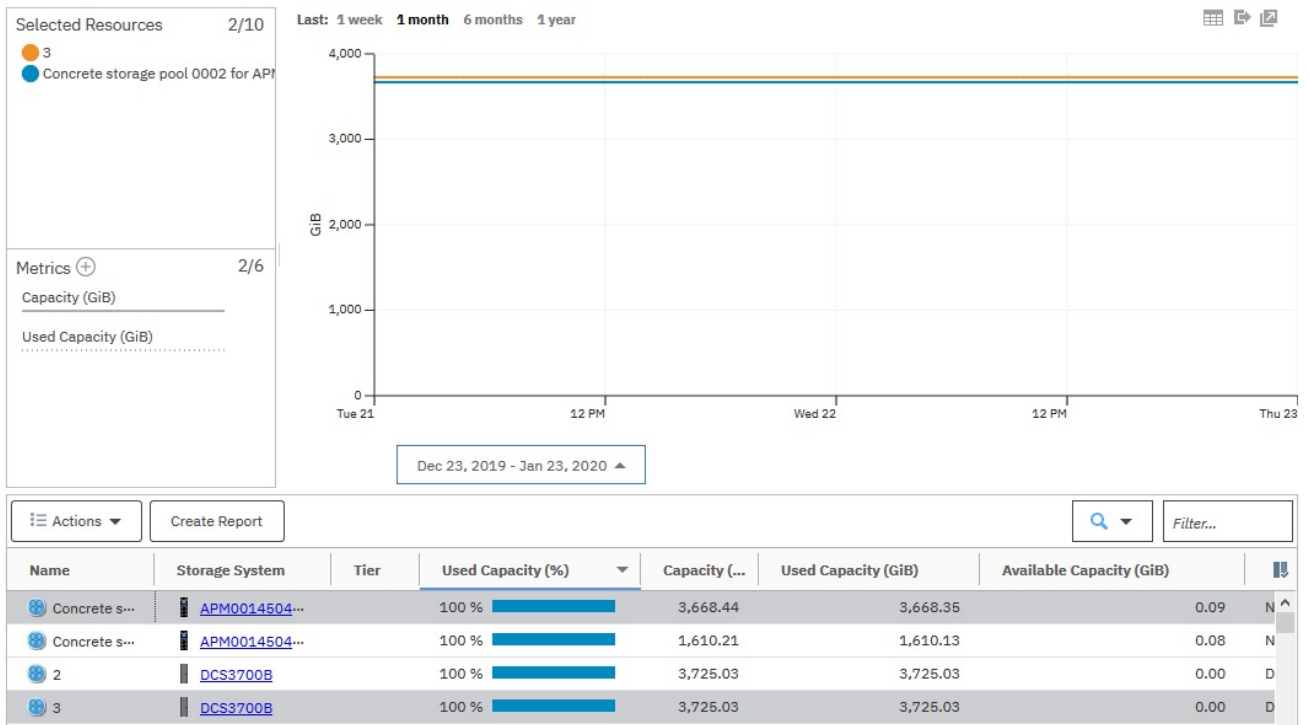 Selected Resources 2/10
3
Concrete storage pool 0002 for AP
Metrics 2/6
Capacity (GiB)
Used Capacity (GiB)
Last: 1 week 1 month 6 months 1 year
4,000
3,000
2,000
1,000
0
GiB
Tue 21 12 PM Wed 22 12 PM Thu 23
Dec 23, 2019 - Jan 23, 2020
Actions Create Report Filter...
Name Storage System Tier Used Capacity (%) Capacity (... Used Capacity (GiB) Available Capacity (GiB)
Concrete s... APM0014504... 100 % 3,668.44 3,668.35 0.09 N
Concrete s... APM0014504... 100 % 1,610.21 1,610.13 0.08 N
2 DCS3700B 100 % 3,725.03 3,725.03 0.00 D
3 DCS3700B 100 % 3,725.03 3,725.03 0.00 D